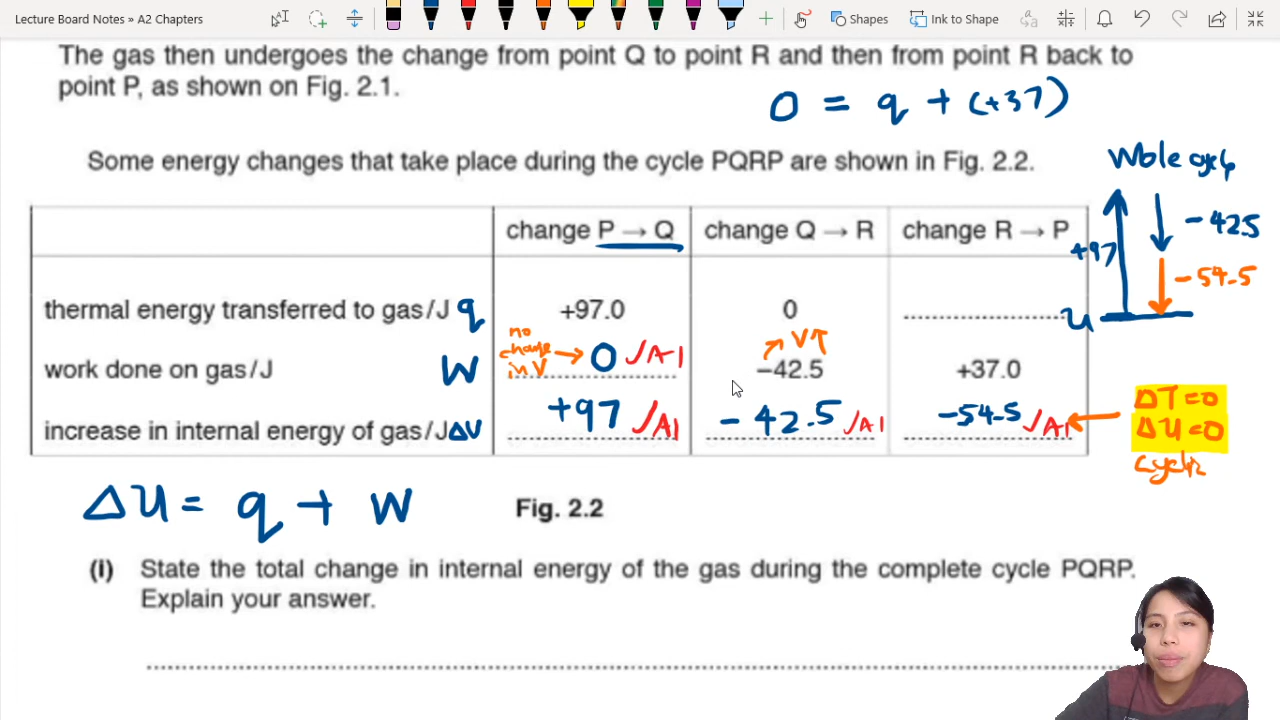 Lecture Board Notes » A2 Chapters
Shapes
Ink to Shape
The gas then undergoes the change from point Q to point R and then from point R back to
point P, as shown on Fig. 2.1.
0 = q + (+37)
Some energy changes that take place during the cycle PQRP are shown in Fig. 2.2.
Whole cycle
change P → Q
change Q → R
change R → P
+97
-42.5
-54.5
U
thermal energy transferred to gas/J q
+97.0
0
no change in V →
V↑
work done on gas/J W
0 /A1
–42.5
+37.0
increase in internal energy of gas/J ΔU
+97 /A1
-42.5 /A1
-54.5 /A1
ΔT=0
ΔU=0
cyclic
ΔU = q + W
Fig. 2.2
(i) State the total change in internal energy of the gas during the complete cycle PQRP.
Explain your answer.